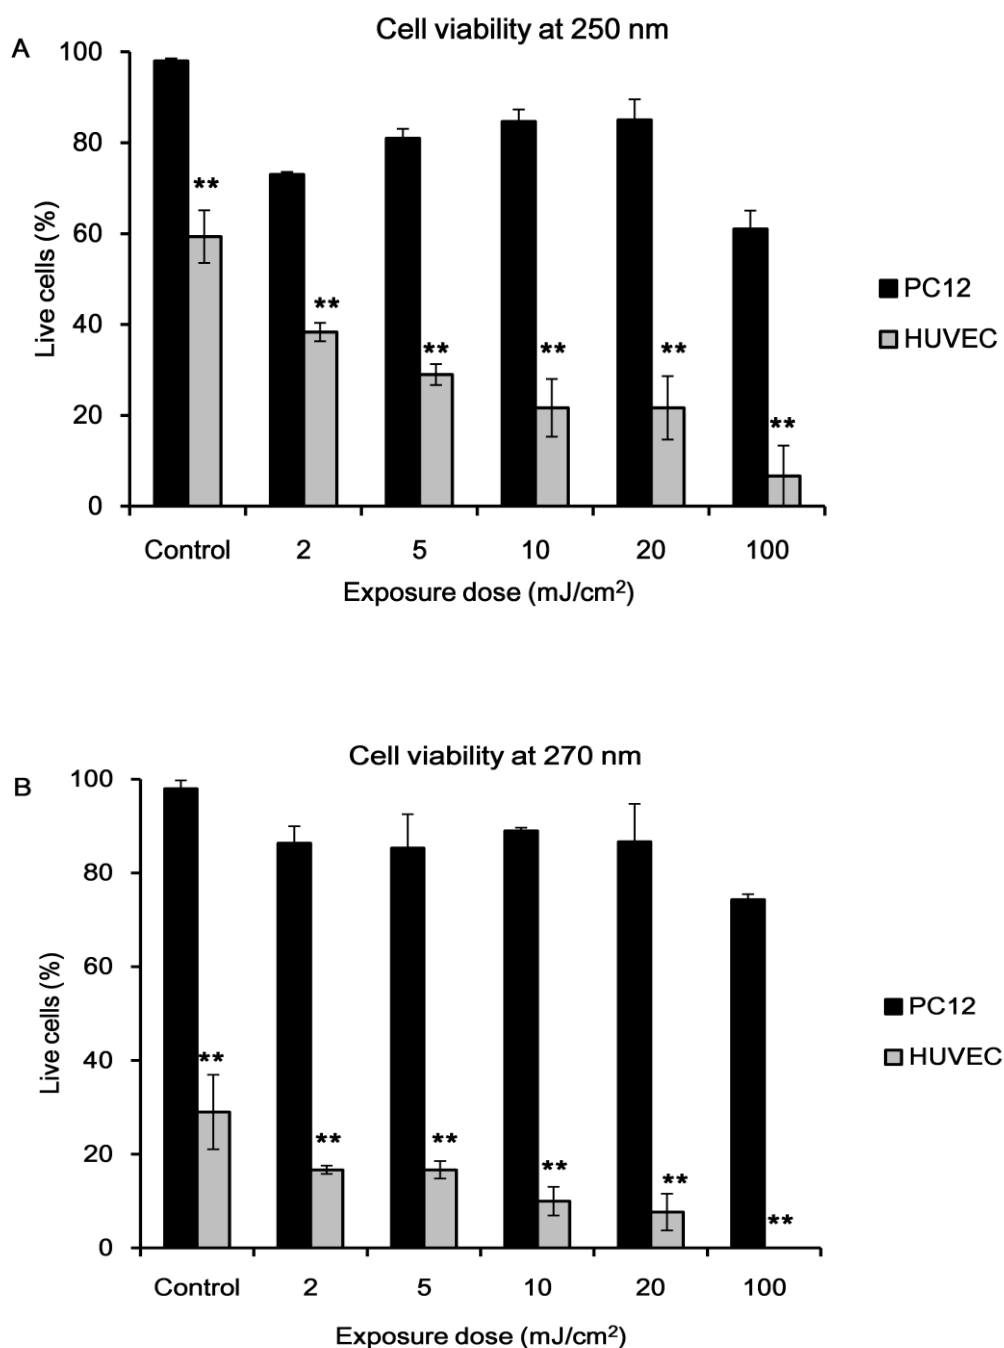 A
Cell viability at 250 nm
100
80
60
40
20
0
Live cells (%)
**
**
**
**
**
**
Control 2 5 10 20 100
Exposure dose (mJ/cm²)
PC12
HUVEC
B
Cell viability at 270 nm
100
80
60
40
20
0
Live cells (%)
**
**
**
**
**
**
Control 2 5 10 20 100
Exposure dose (mJ/cm²)
PC12
HUVEC